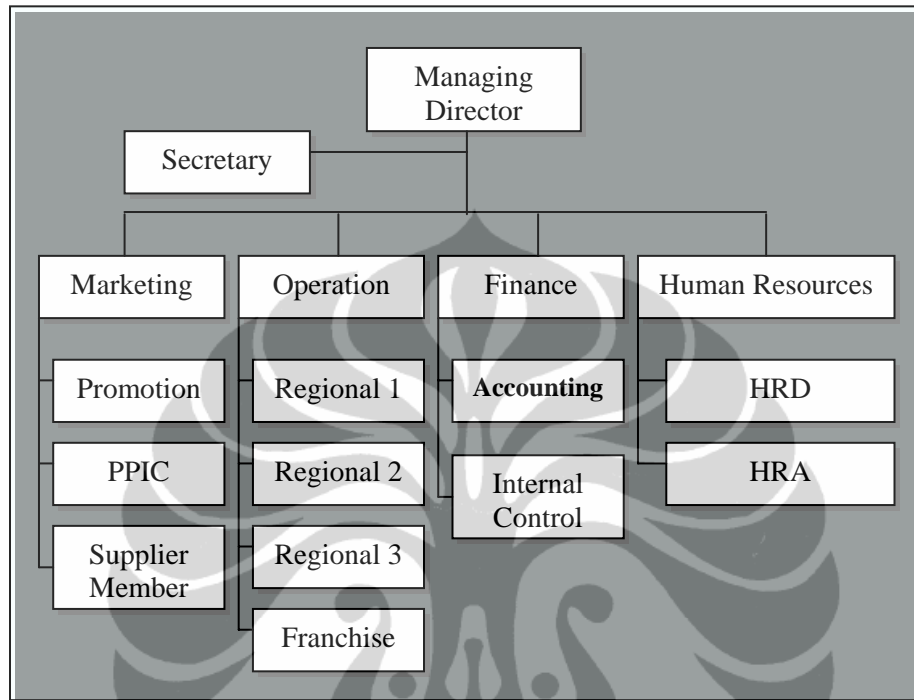 Managing
Director
Secretary
Marketing
Operation
Finance
Human Resources
Promotion
Regional 1
Accounting
HRD
PPIC
Regional 2
Internal
Control
HRA
Supplier
Member
Regional 3
Franchise